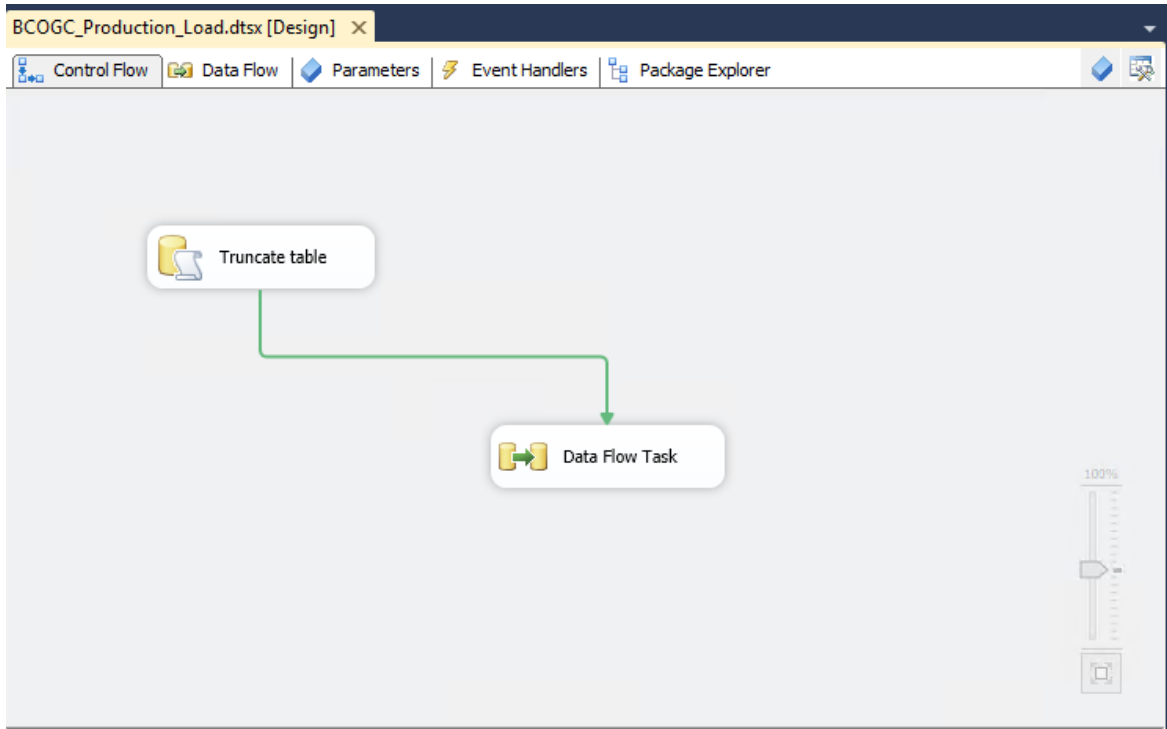 BCOGC_Production_Load.dtsx [Design]
Control Flow Data Flow Parameters Event Handlers Package Explorer
Truncate table
Data Flow Task
100%